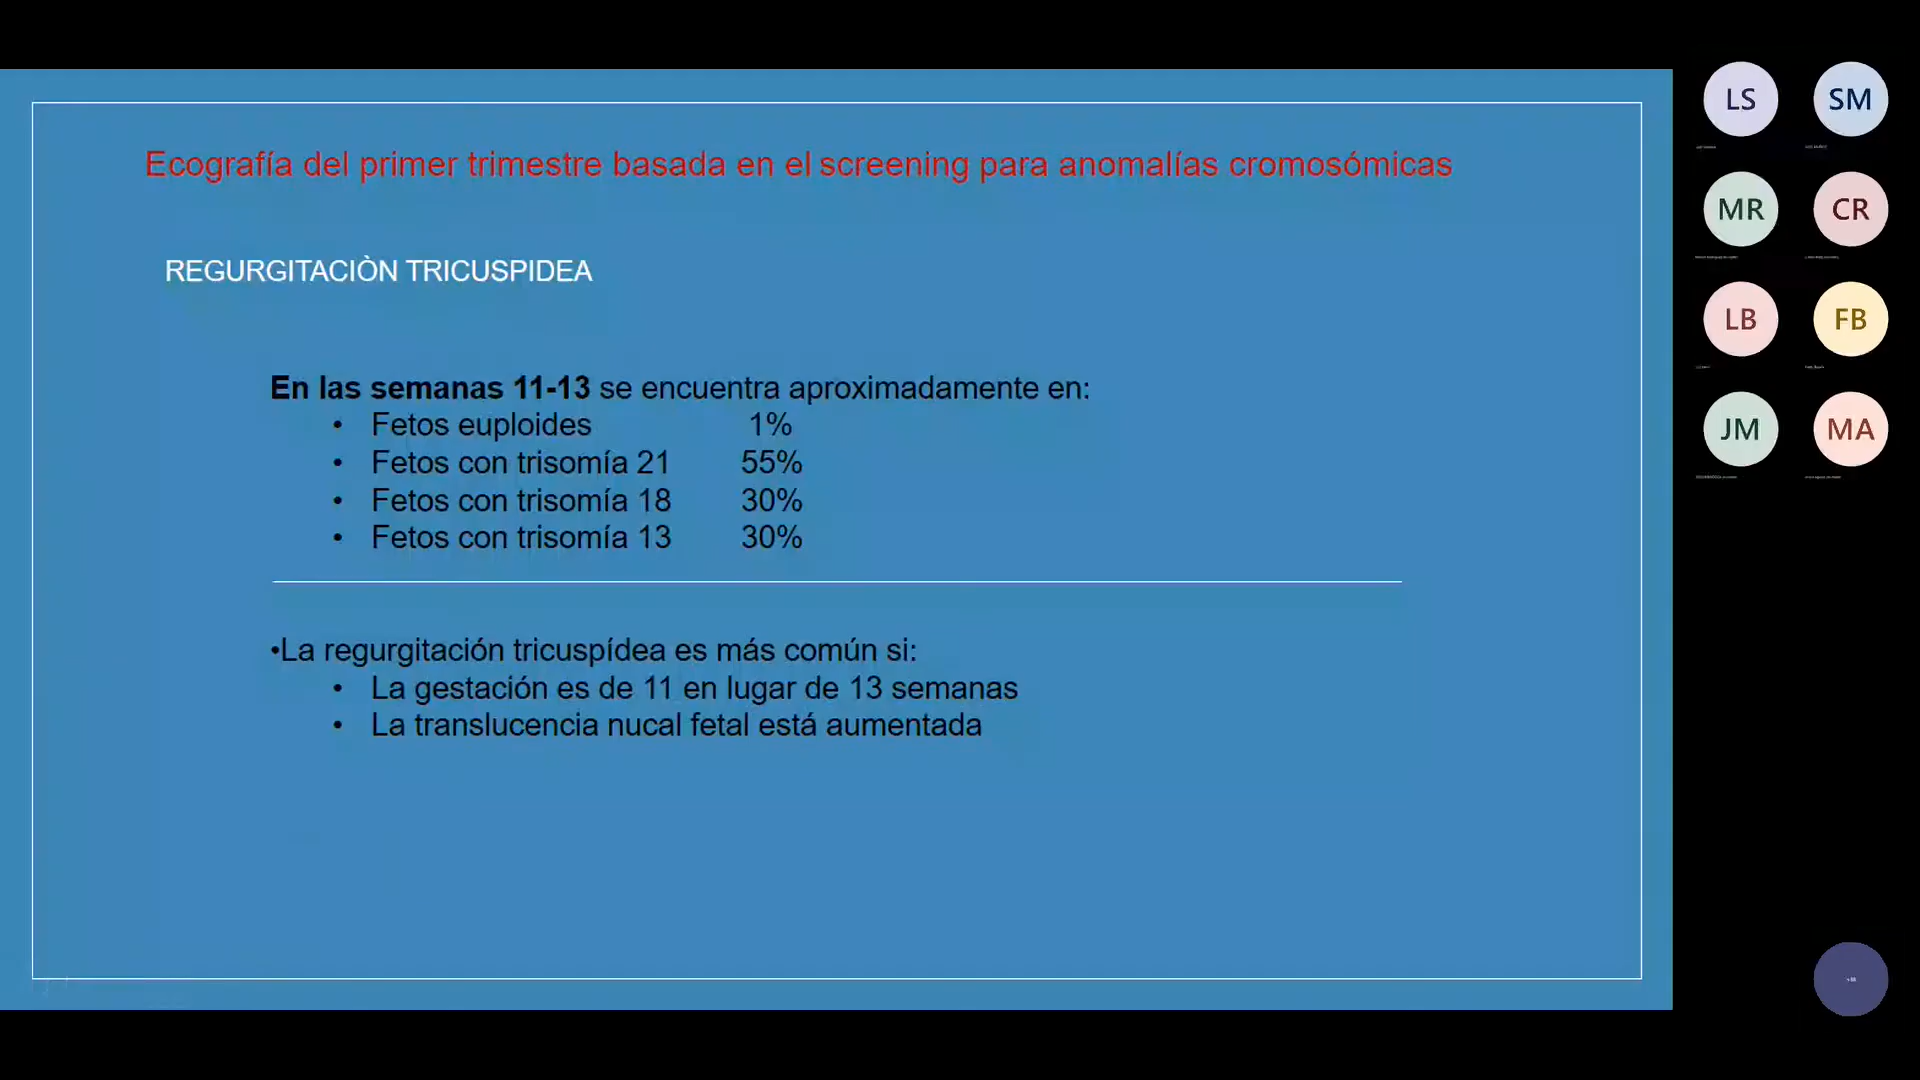 Ecografía del primer trimestre basada en el screening para anomalías cromosómicas
REGURGITACIÒN TRICUSPIDEA
En las semanas 11-13 se encuentra aproximadamente en:
• Fetos euploides 1%
• Fetos con trisomía 21 55%
• Fetos con trisomía 18 30%
• Fetos con trisomía 13 30%
•La regurgitación tricuspídea es más común si:
• La gestación es de 11 en lugar de 13 semanas
• La translucencia nucal fetal está aumentada
LS SM
MR CR
LB FB
JM MA